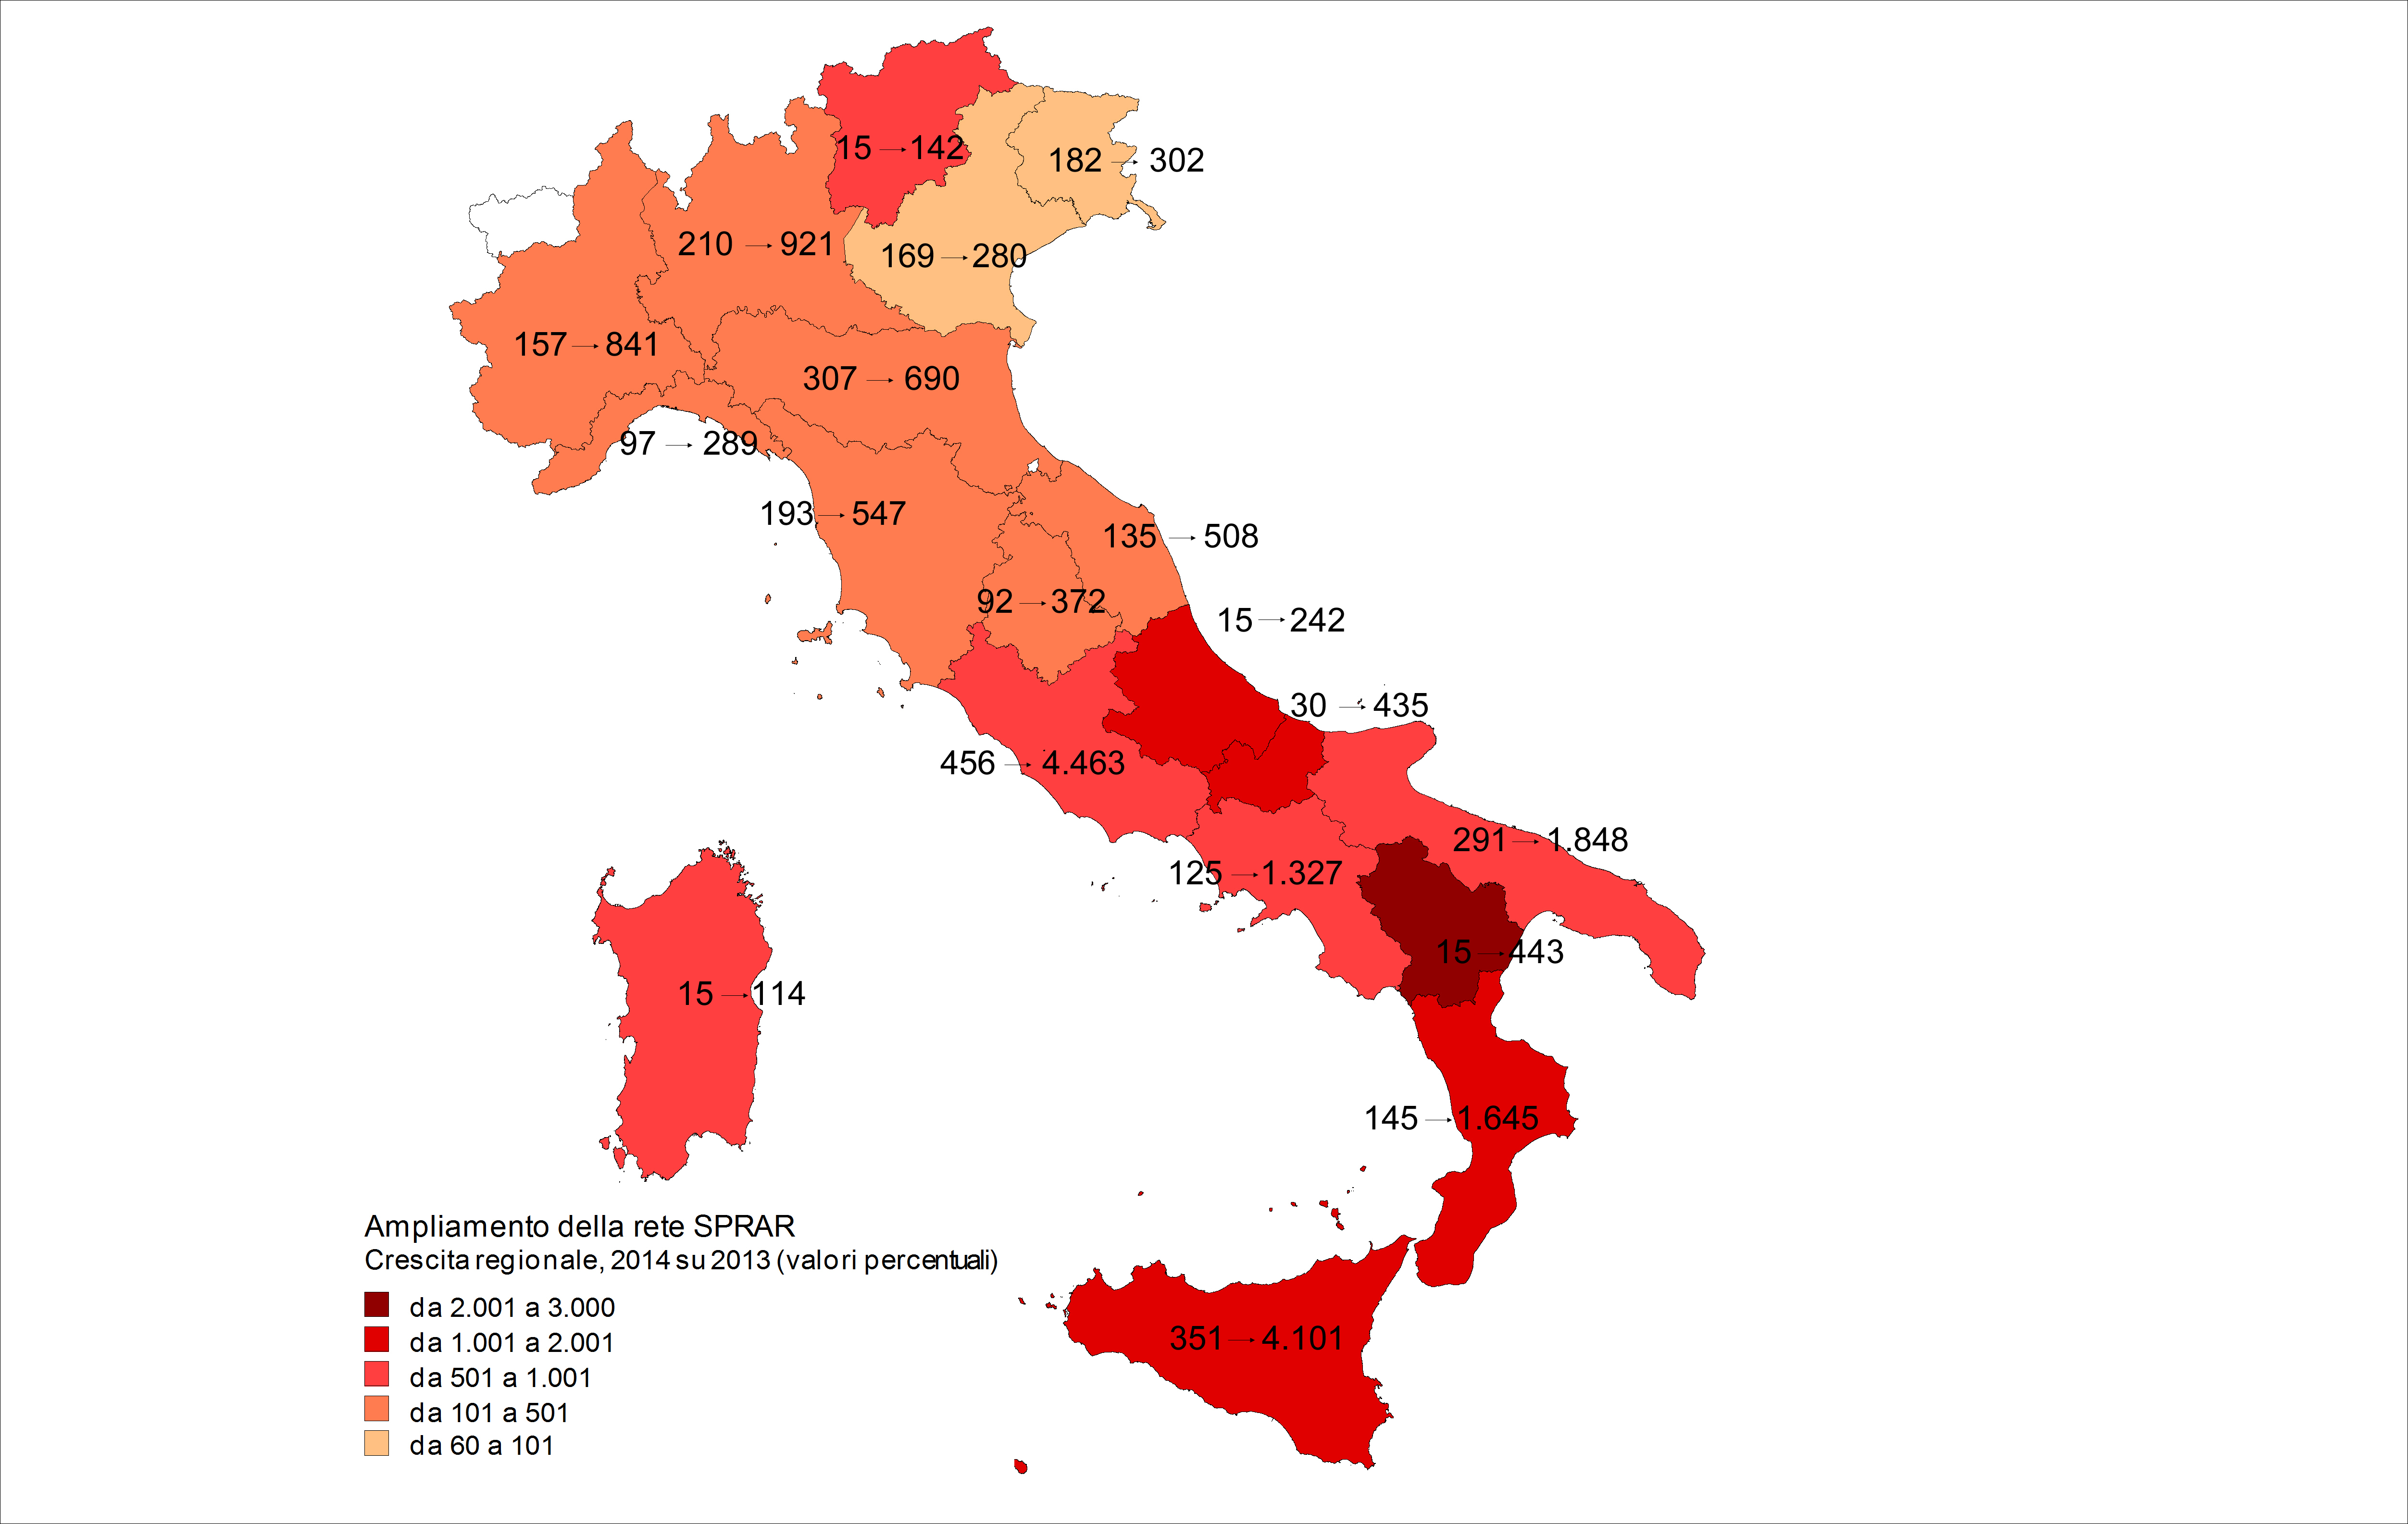 15 → 142
182 → 302
210 → 921
169 → 280
157 → 841
307 → 690
97 → 289
193 → 547
135 → 508
92 → 372
15 → 242
30 → 435
456 → 4.463
291 → 1.848
125 → 1.327
15 → 443
15 → 114
145 → 1.645
351 → 4.101
Ampliamento della rete SPRAR
Crescita regionale, 2014 su 2013 (valori percentuali)
da 2.001 a 3.000
da 1.001 a 2.001
da 501 a 1.001
da 101 a 501
da 60 a 101